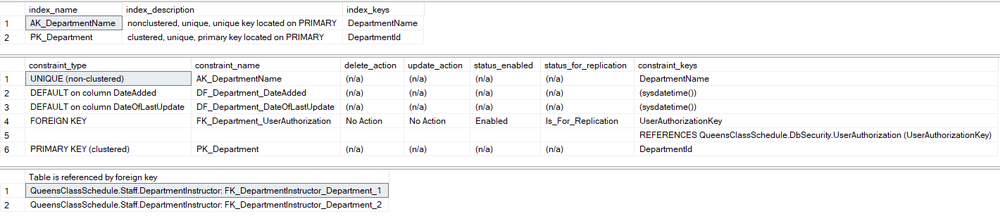 index_name index_description index_keys
1 AK_DepartmentName nonclustered, unique, unique key located on PRIMARY DepartmentName
2 PK_Department clustered, unique, primary key located on PRIMARY DepartmentId
constraint_type constraint_name delete_action update_action status_enabled status_for_replication constraint_keys
1 UNIQUE (non-clustered) AK_DepartmentName (n/a) (n/a) (n/a) (n/a) DepartmentName
2 DEFAULT on column DateAdded DF_Department_DateAdded (n/a) (n/a) (n/a) (n/a) (sysdatetime())
3 DEFAULT on column DateOfLastUpdate DF_Department_DateOfLastUpdate (n/a) (n/a) (n/a) (n/a) (sysdatetime())
4 FOREIGN KEY FK_Department_UserAuthorization No Action No Action Enabled Is_For_Replication UserAuthorizationKey
5 REFERENCES QueensClassSchedule.DbSecurity.UserAuthorization (UserAuthorizationKey)
6 PRIMARY KEY (clustered) PK_Department (n/a) (n/a) (n/a) (n/a) DepartmentId
Table is referenced by foreign key
1 QueensClassSchedule.Staff.DepartmentInstructor: FK_DepartmentInstructor_Department_1
2 QueensClassSchedule.Staff.DepartmentInstructor: FK_DepartmentInstructor_Department_2